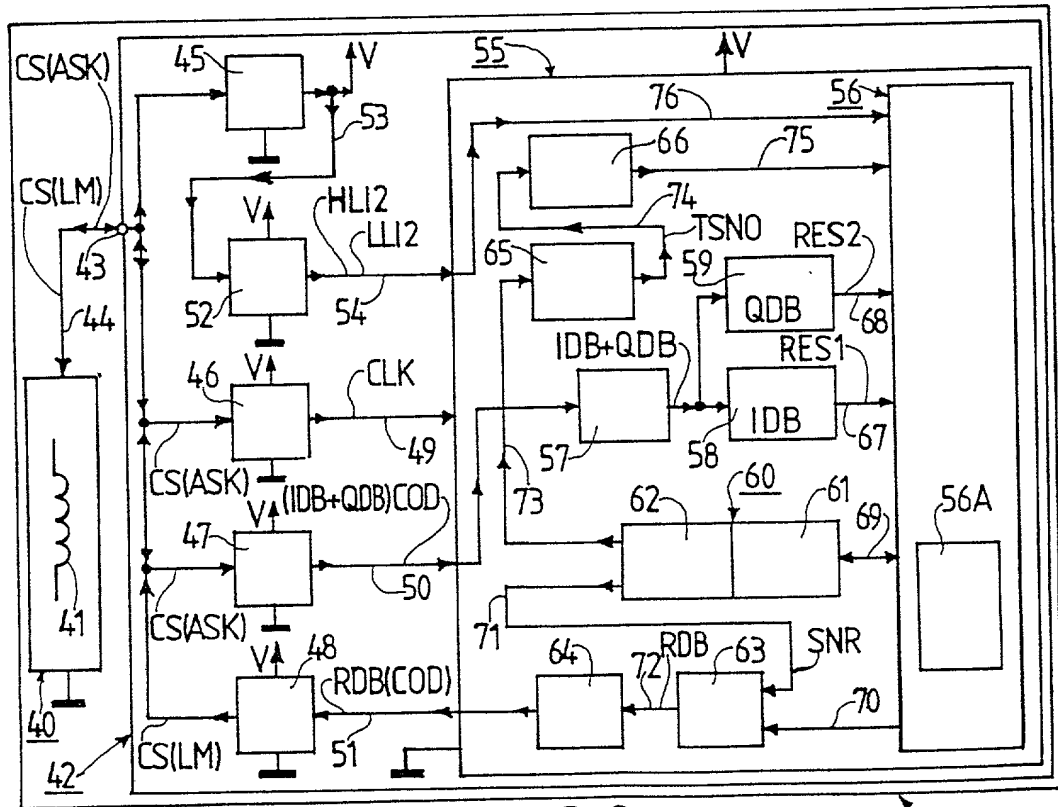 CS(ASK)
45
V
53
55
V
76
56
66
75
CS(LM)
43
V
HLI2
LLI2
74
TSNO
65
59
RES2
52
54
QDB
68
44
V
IDB+QDB
RES1
46
CLK
IDB
67
57
58
49
CS(ASK)
73
V
(IDB+QDB)COD
60
62
61
56A
47
69
50
41
CS(ASK)
71
V
48
64
RDB
63
SNR
RDB(COD)
72
70
40
51
42
CS(LM)